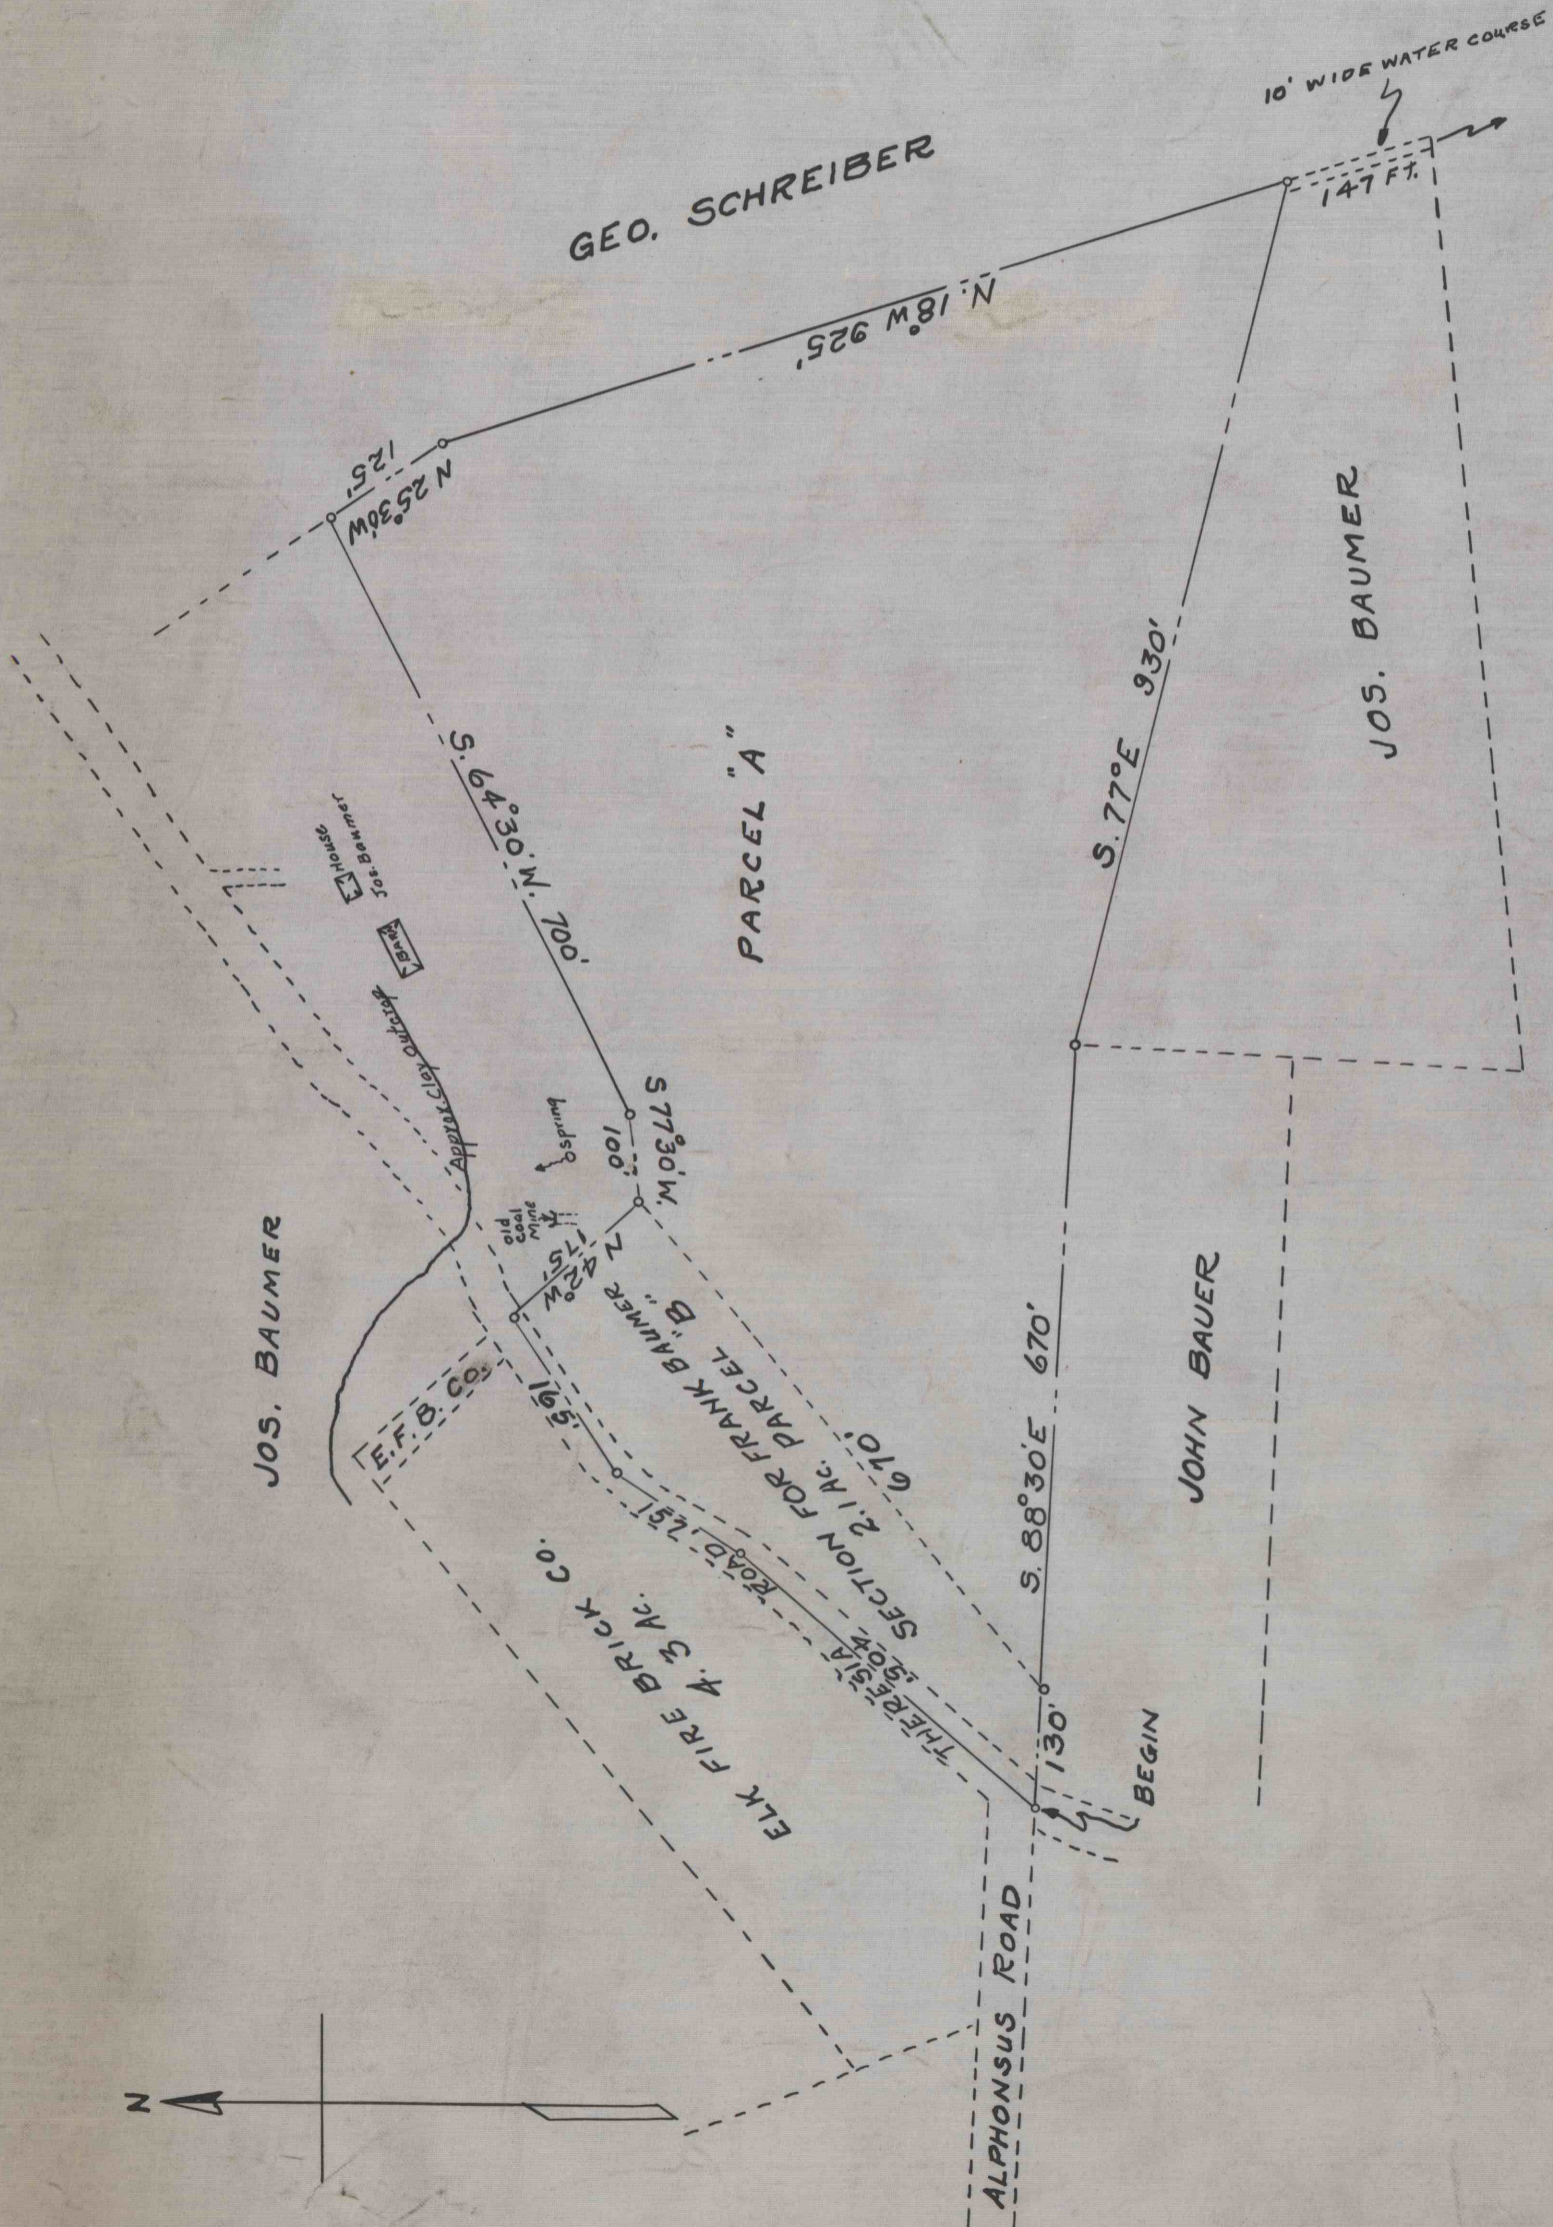 10' WIDE WATER COURSE
147 FT.
GEO. SCHREIBER
N. 18° W 925'
N 25° 30' W
125'
S. 64° 30' W. 700'
HOUSE
Jos. Baumer
BARN
Approx. Clay Outcrop
spring
100'
S 77° 30' W.
Old
Coal
Mine
JOS. BAUMER
E. F. B. CO.
165'
SECTION FOR FRANK BAUMER
2.1 AC. PARCEL "B"
670'
PARCEL "A"
S. 77° E 930'
JOS. BAUMER
S. 88° 30' E 670'
JOHN BAUER
130'
BEGIN
THERESIA ROAD
405'
ELK FIRE BRICK CO.
4.3 AC.
ALPHONSUS ROAD
N